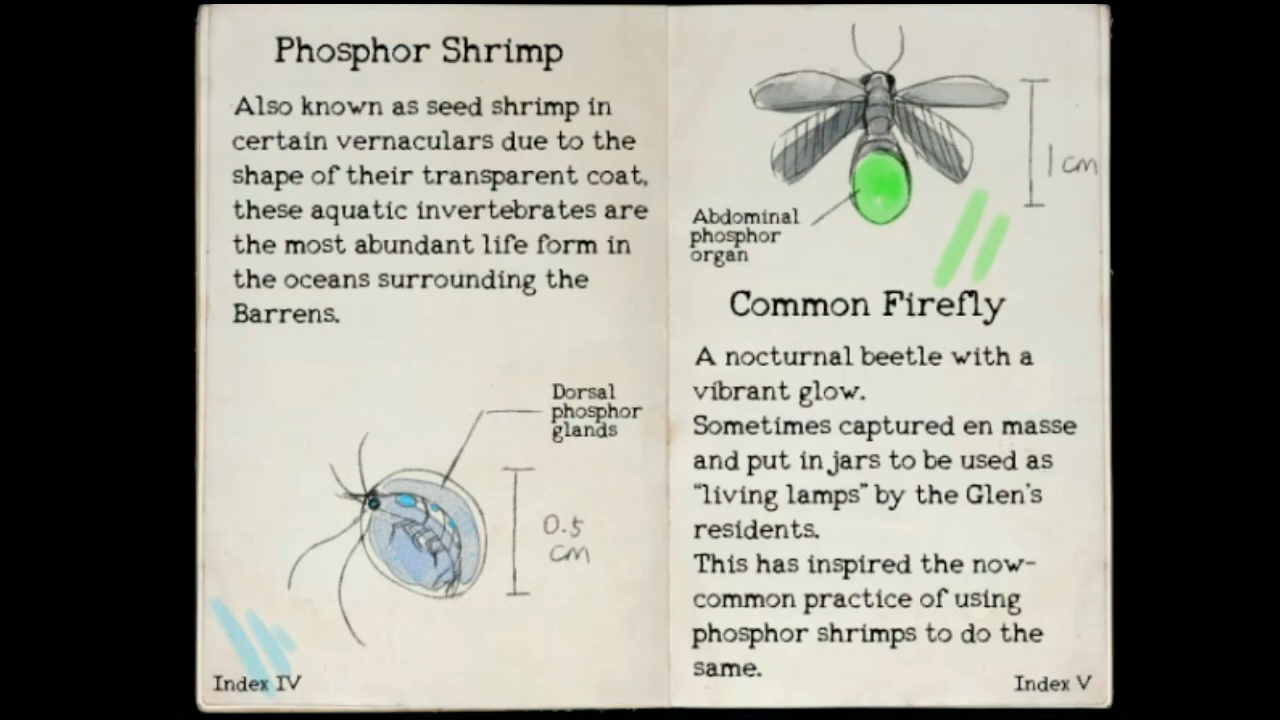 Phosphor Shrimp
Also known as seed shrimp in
certain vernaculars due to the
shape of their transparent coat,
these aquatic invertebrates are
the most abundant life form in
the oceans surrounding the
Barrens.
Dorsal
phosphor
glands
0.5
cm
Index IV
1 cm
Abdominal
phosphor
organ
Common Firefly
A nocturnal beetle with a
vibrant glow.
Sometimes captured en masse
and put in jars to be used as
"living lamps" by the Glen's
residents.
This has inspired the now-
common practice of using
phosphor shrimps to do the
same.
Index V